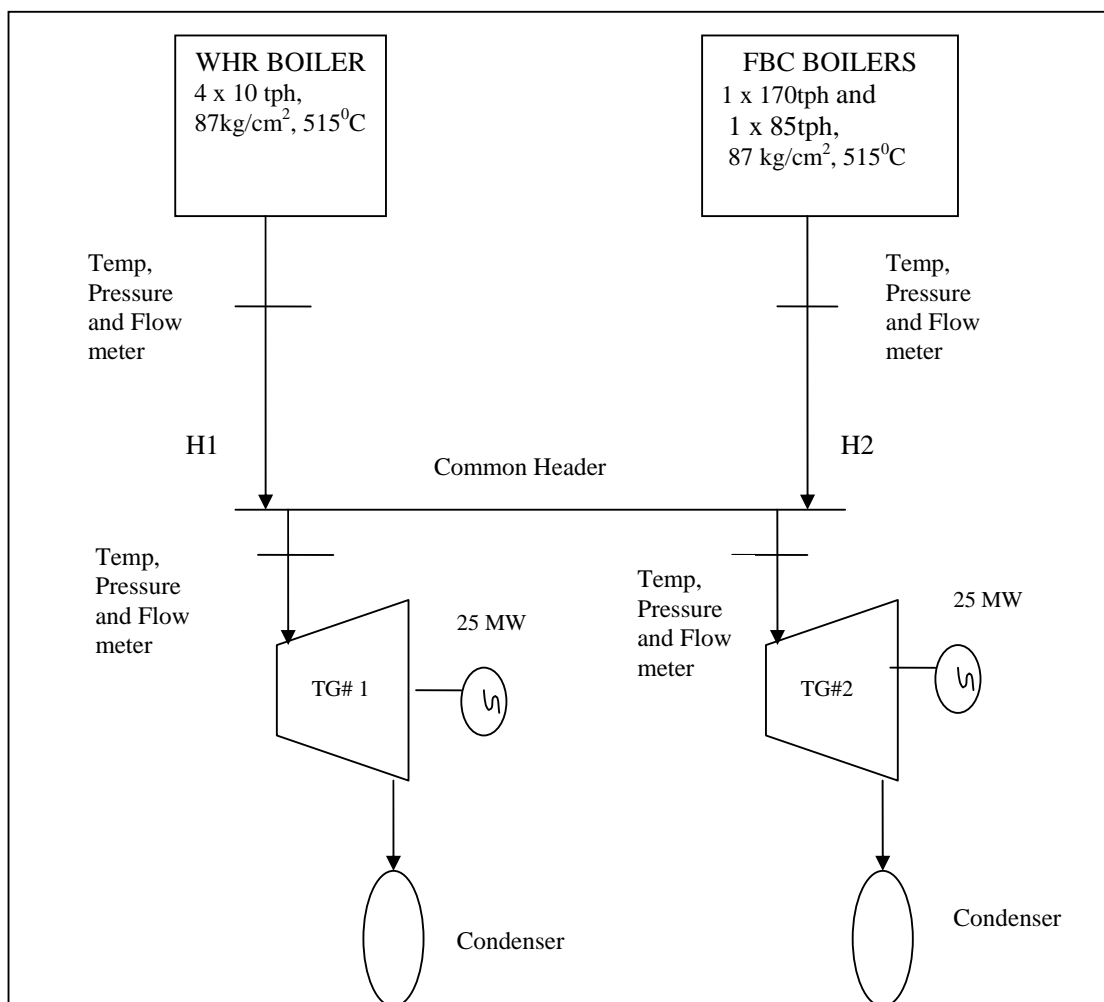 WHR BOILER
4 x 10 tph,
87kg/cm², 515⁰C
FBC BOILERS
1 x 170tph and
1 x 85tph,
87 kg/cm², 515⁰C
Temp,
Pressure
and Flow
meter
Temp,
Pressure
and Flow
meter
H1
H2
Common Header
Temp,
Pressure
and Flow
meter
Temp,
Pressure
and Flow
meter
25 MW
25 MW
TG# 1
TG#2
Condenser
Condenser